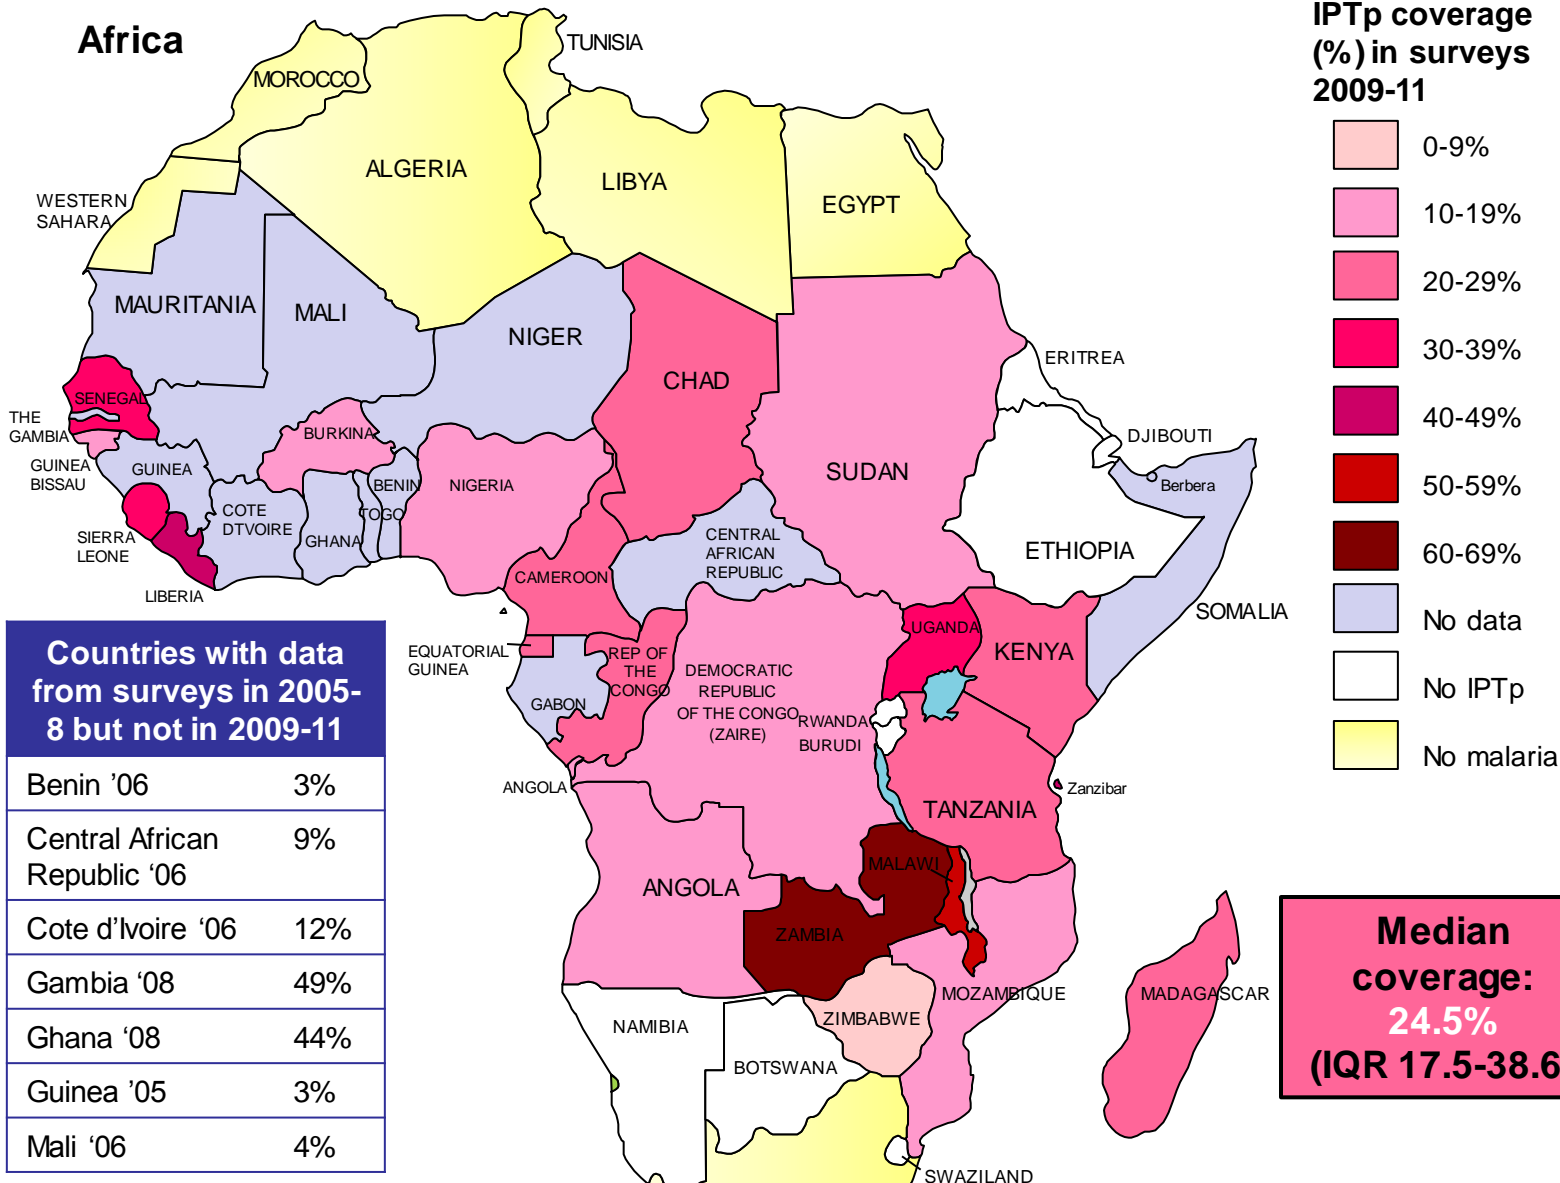 Africa
IPTp coverage
(%) in surveys
2009-11
0-9%
10-19%
20-29%
30-39%
40-49%
50-59%
60-69%
No data
No IPTp
No malaria
TUNISIA
MOROCCO
ALGERIA
LIBYA
EGYPT
WESTERN
SAHARA
MAURITANIA
MALI
NIGER
CHAD
ERITREA
SENEGAL
THE
GAMBIA
BURKINA
DJIBOUTI
GUINEA
BISSAU
GUINEA
BENIN
NIGERIA
SUDAN
Berbera
COTE
DTVOIRE
TOGO
GHANA
SIERRA
LEONE
CENTRAL
AFRICAN
REPUBLIC
ETHIOPIA
CAMEROON
LIBERIA
SOMALIA
UGANDA
KENYA
EQUATORIAL
GUINEA
REP OF
THE
CONGO
DEMOCRATIC
REPUBLIC
OF THE CONGO
(ZAIRE)
GABON
RWANDA
BURUDI
ANGOLA
Zanzibar
TANZANIA
MALAWI
ANGOLA
ZAMBIA
MOZAMBIQUE
MADAGASCAR
NAMIBIA
ZIMBABWE
BOTSWANA
SWAZILAND
Countries with data
from surveys in 2005-
8 but not in 2009-11
Benin ’06 3%
Central African 9%
Republic ‘06
Cote d’Ivoire ‘06 12%
Gambia ’08 49%
Ghana ’08 44%
Guinea ’05 3%
Mali ‘06 4%
Median
coverage:
24.5%
(IQR 17.5-38.6